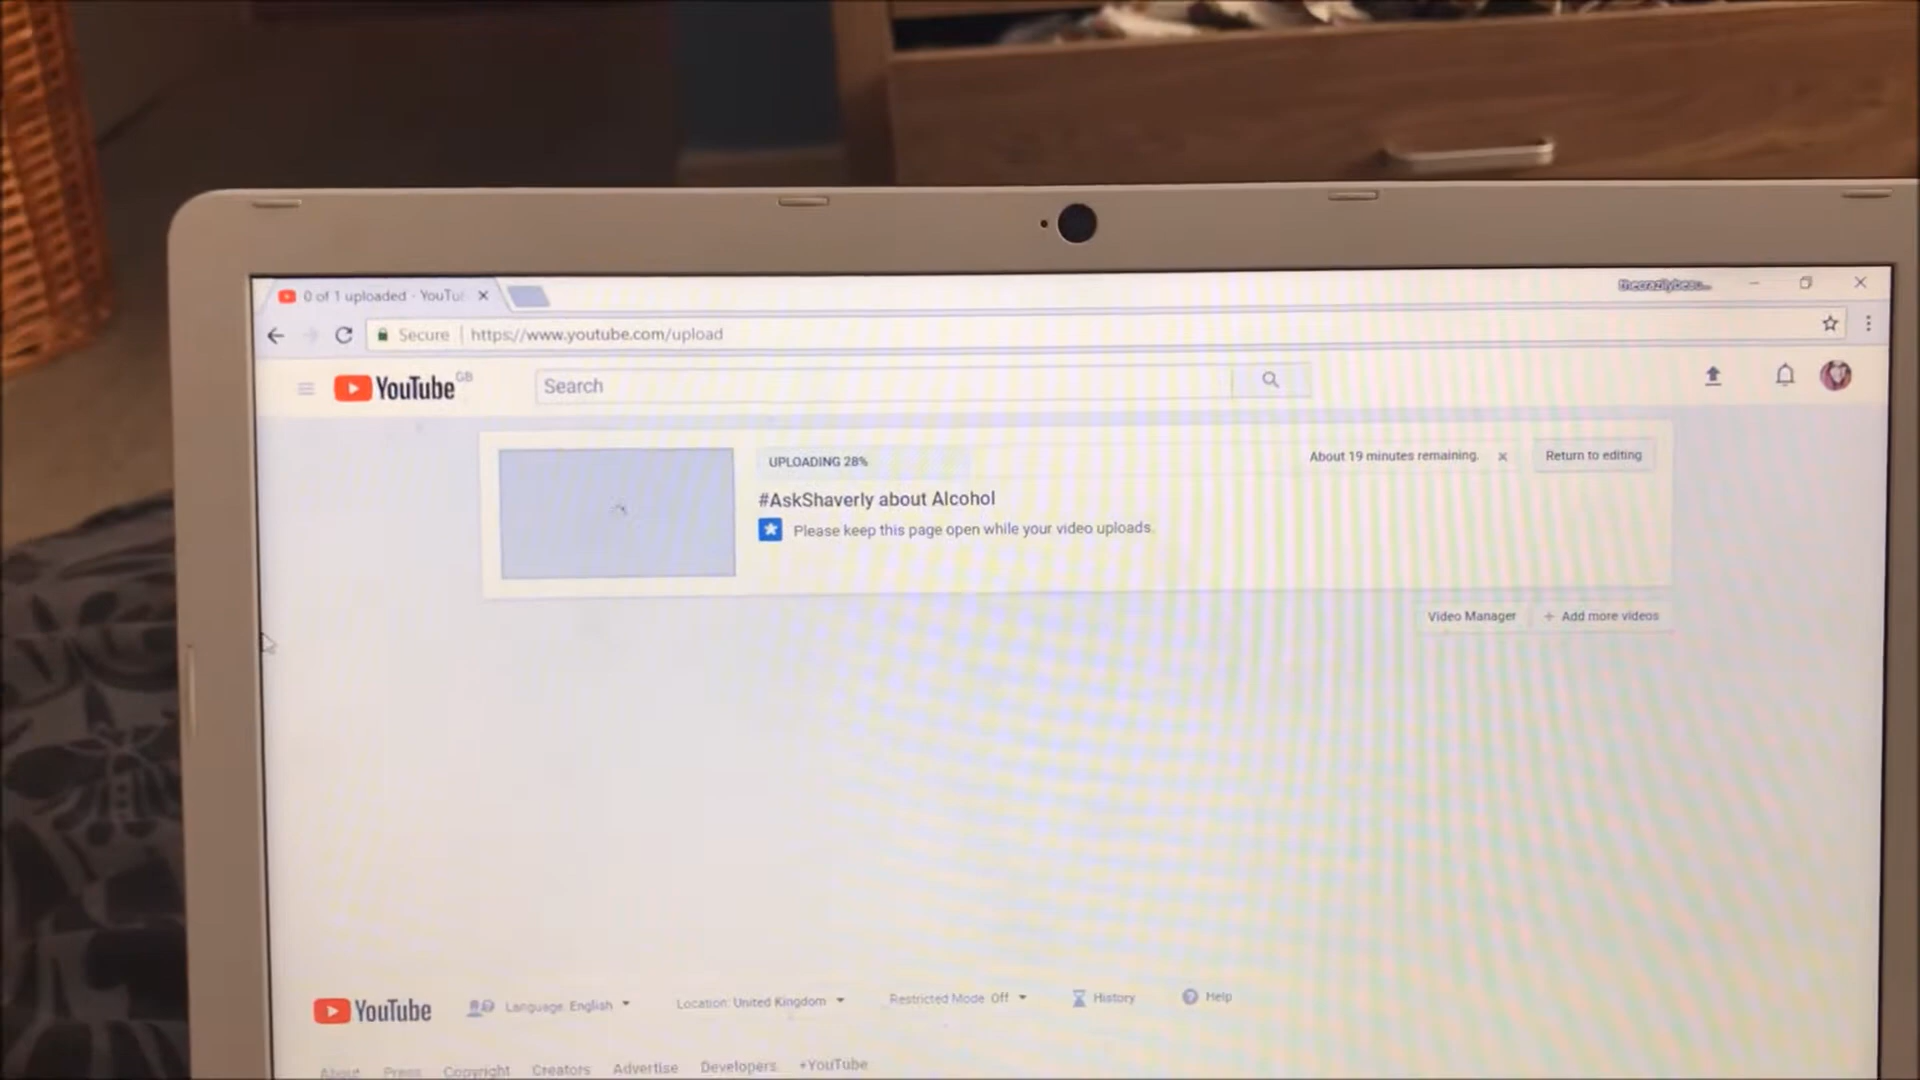 0 of 1 uploaded - YouTu
thecrazilybeau...
Secure https://www.youtube.com/upload
YouTube GB
Search
UPLOADING 28%
About 19 minutes remaining.
Return to editing
#AskShaverly about Alcohol
Please keep this page open while your video uploads.
Video Manager
+ Add more videos
YouTube Language: English Location: United Kingdom Restricted Mode: Off History Help
About Press Copyright Creators Advertise Developers +YouTube